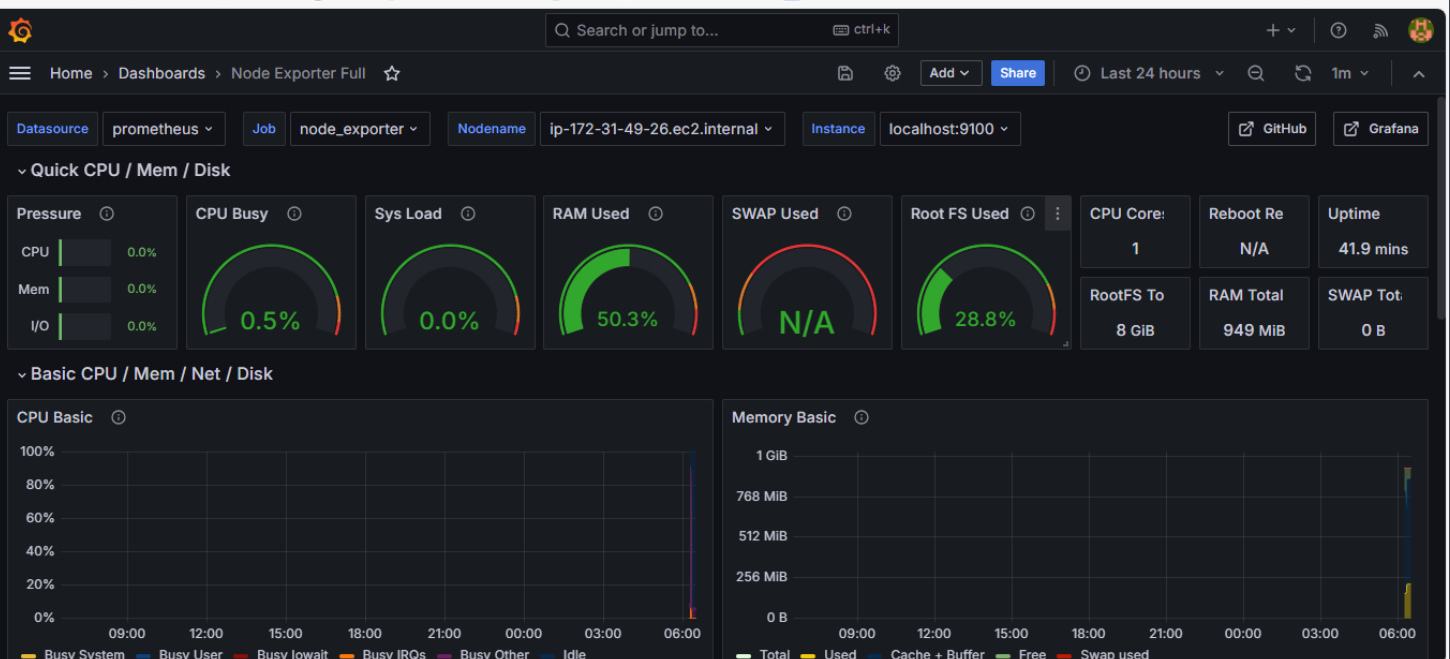 Search or jump to... ctrl+k
Home › Dashboards › Node Exporter Full Add Share Last 24 hours 1m
Datasource prometheus Job node_exporter Nodename ip-172-31-49-26.ec2.internal Instance localhost:9100 GitHub Grafana
Quick CPU / Mem / Disk
Pressure CPU Busy Sys Load RAM Used SWAP Used Root FS Used CPU Core: Reboot Re Uptime
CPU 0.0% 1 N/A 41.9 mins
Mem 0.0%
RootFS To RAM Total SWAP Tot
I/O 0.0% 0.5% 0.0% 50.3% N/A 28.8% 8 GiB 949 MiB 0 B
Basic CPU / Mem / Net / Disk
CPU Basic
100%
80%
60%
40%
20%
0%
09:00 12:00 15:00 18:00 21:00 00:00 03:00 06:00
Busy System Busy User Busy Iowait Busy IRQs Busy Other Idle
Memory Basic
1 GiB
768 MiB
512 MiB
256 MiB
0 B
09:00 12:00 15:00 18:00 21:00 00:00 03:00 06:00
Total Used Cache + Buffer Free Swap used